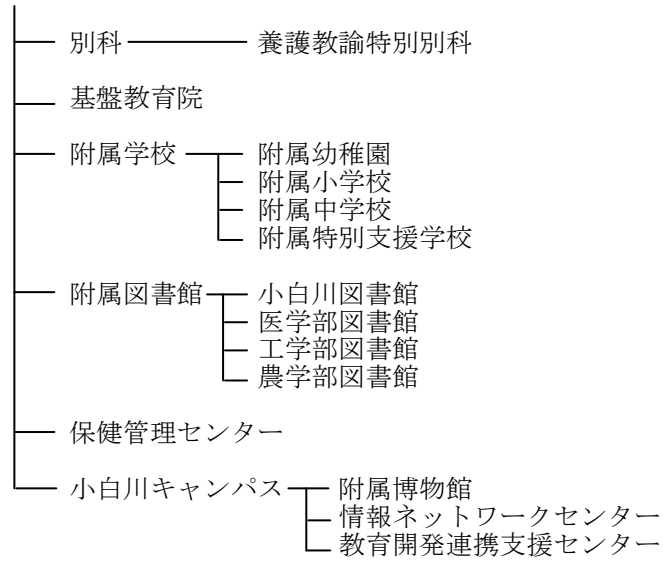 別科 養護教諭特別別科
基盤教育院
附属学校 附属幼稚園
附属小学校
附属中学校
附属特別支援学校
附属図書館 小白川図書館
医学部図書館
工学部図書館
農学部図書館
保健管理センター
小白川キャンパス 附属博物館
情報ネットワークセンター
教育開発連携支援センター